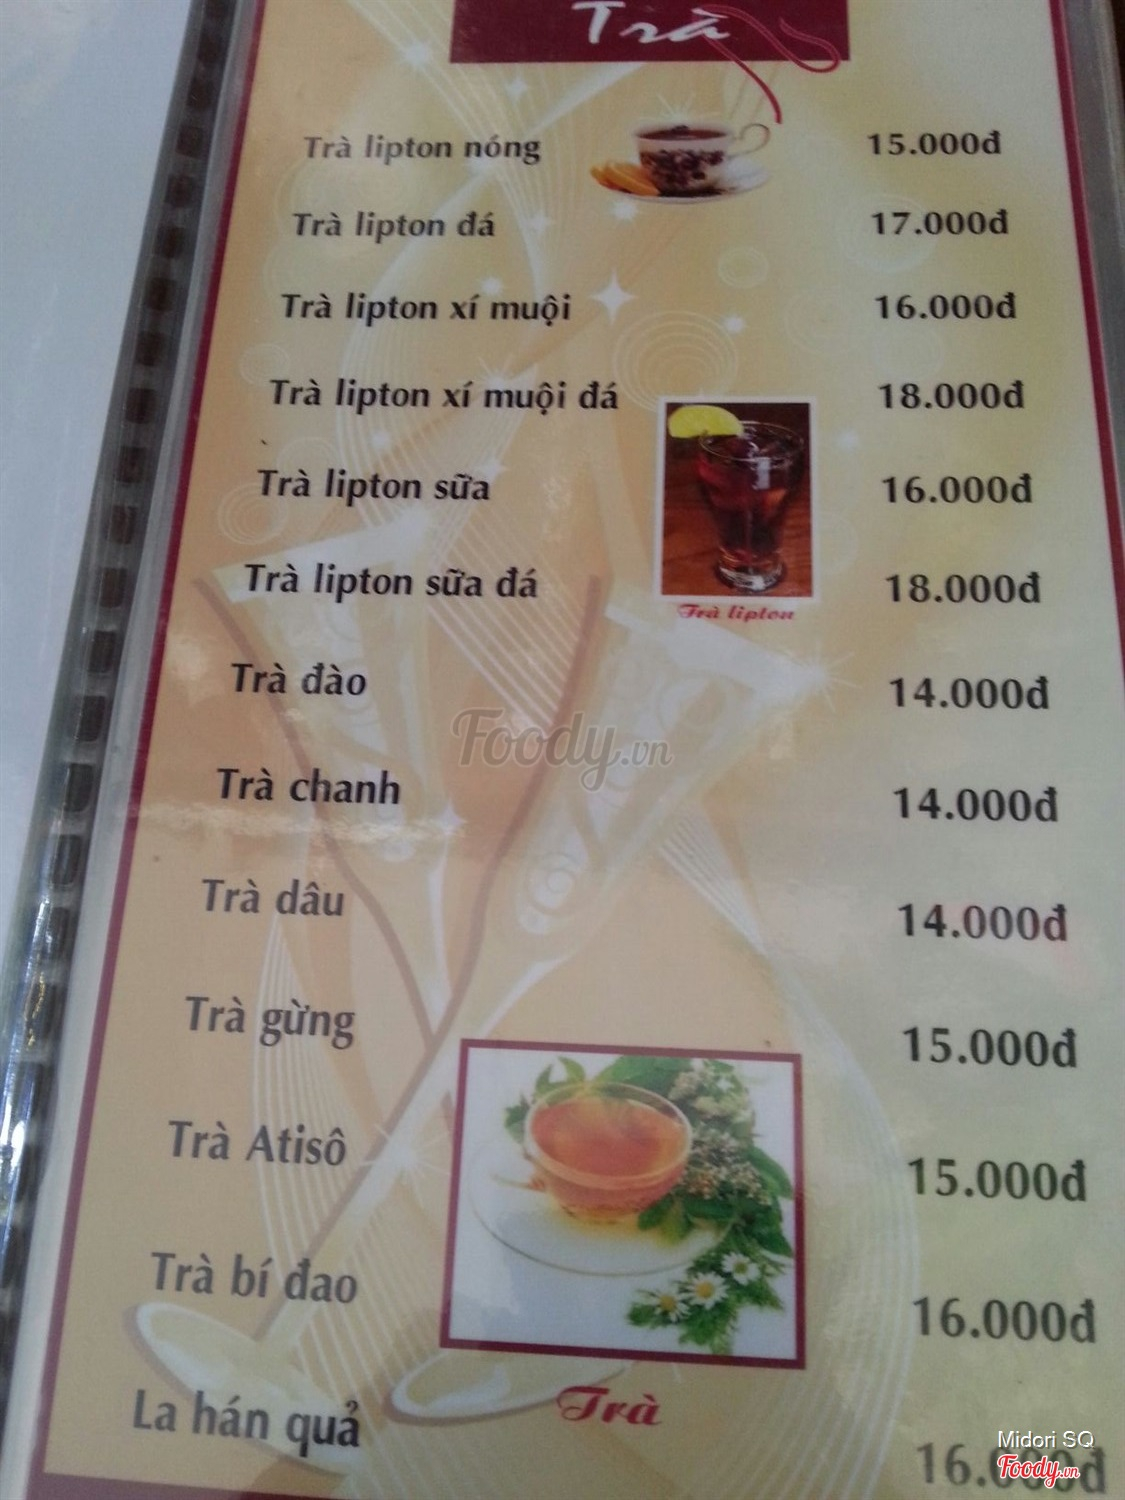 Trà
Trà lipton nóng 15.000đ
Trà lipton đá 17.000đ
Trà lipton xí muội 16.000đ
Trà lipton xí muội đá 18.000đ
Trà lipton sữa 16.000đ
Trà lipton sữa đá 18.000đ
Trà lipton
Trà đào 14.000đ
Foody.vn
Trà chanh 14.000đ
Trà dâu 14.000đ
Trà gừng 15.000đ
Trà Atisô 15.000đ
Trà bí đao 16.000đ
Trà
La hán quả 16.000đ
Midori SQ
Foody.vn